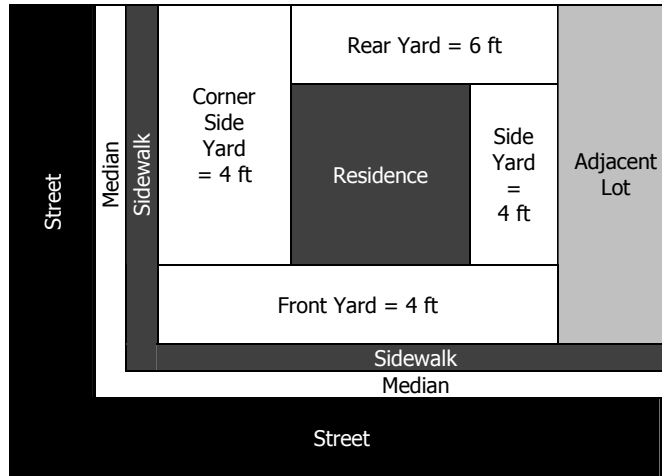 Rear Yard = 6 ft
Corner
Side
Yard
= 4 ft
Street
Median
Sidewalk
Residence
Side
Yard
=
4 ft
Adjacent
Lot
Front Yard = 4 ft
Sidewalk
Median
Street